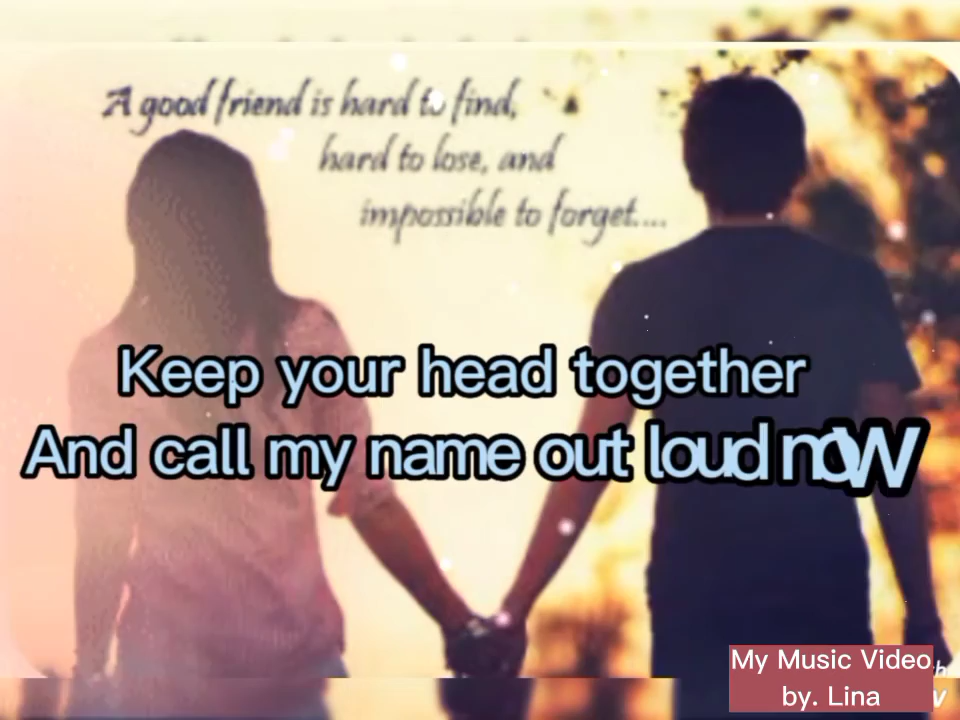 A good friend is hard to find,
hard to lose, and
impossible to forget....
Keep your head together
And call my name out loud now
My Music Video
by. Lina